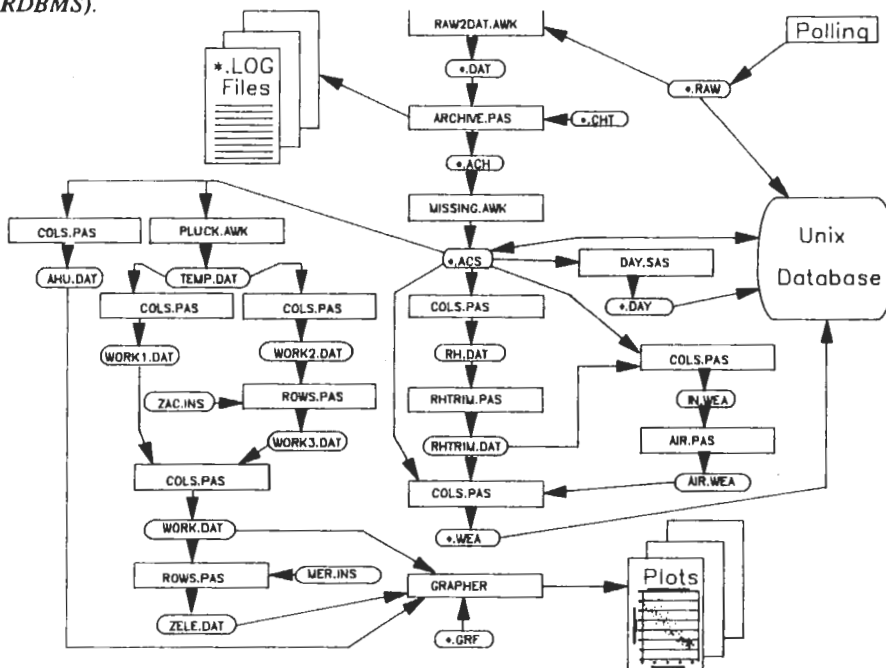 RDBMS).
RAW2DAT.AWK
Polling
*.LOG
Files
*.DAT
*.RAW
ARCHIVE.PAS
*.CHT
*.ACH
MISSING.AWK
COLS.PAS
PLUCK.AWK
Unix
Database
*.ACS
DAY.SAS
AHU.DAT
TEMP.DAT
*.DAY
COLS.PAS
COLS.PAS
COLS.PAS
WORK1.DAT
WORK2.DAT
RH.DAT
COLS.PAS
ZAC.INS
ROWS.PAS
RHTRIM.PAS
IN.WEA
WORK3.DAT
RHTRIM.DAT
AIR.PAS
COLS.PAS
COLS.PAS
AIR.WEA
WORK.DAT
*.WEA
ROWS.PAS
MER.INS
GRAPHER
Plots
ZELE.DAT
*.GRF